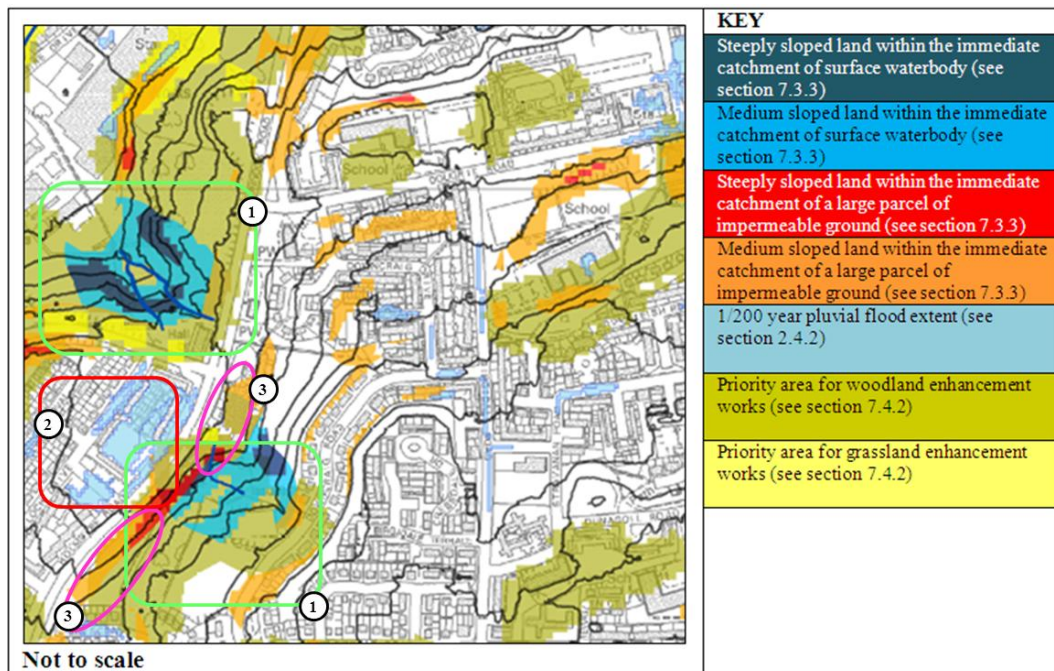 KEY
Steeply sloped land within the immediate
catchment of surface waterbody (see
section 7.3.3)
Medium sloped land within the immediate
catchment of surface waterbody (see
section 7.3.3)
Steeply sloped land within the immediate
catchment of a large parcel of
impermeable ground (see section 7.3.3)
Medium sloped land within the immediate
catchment of a large parcel of
impermeable ground (see section 7.3.3)
1/200 year pluvial flood extent (see
section 2.4.2)
Priority area for woodland enhancement
works (see section 7.4.2)
Priority area for grassland enhancement
works (see section 7.4.2)
School
School
1
Hall
3
2
1
3
Not to scale